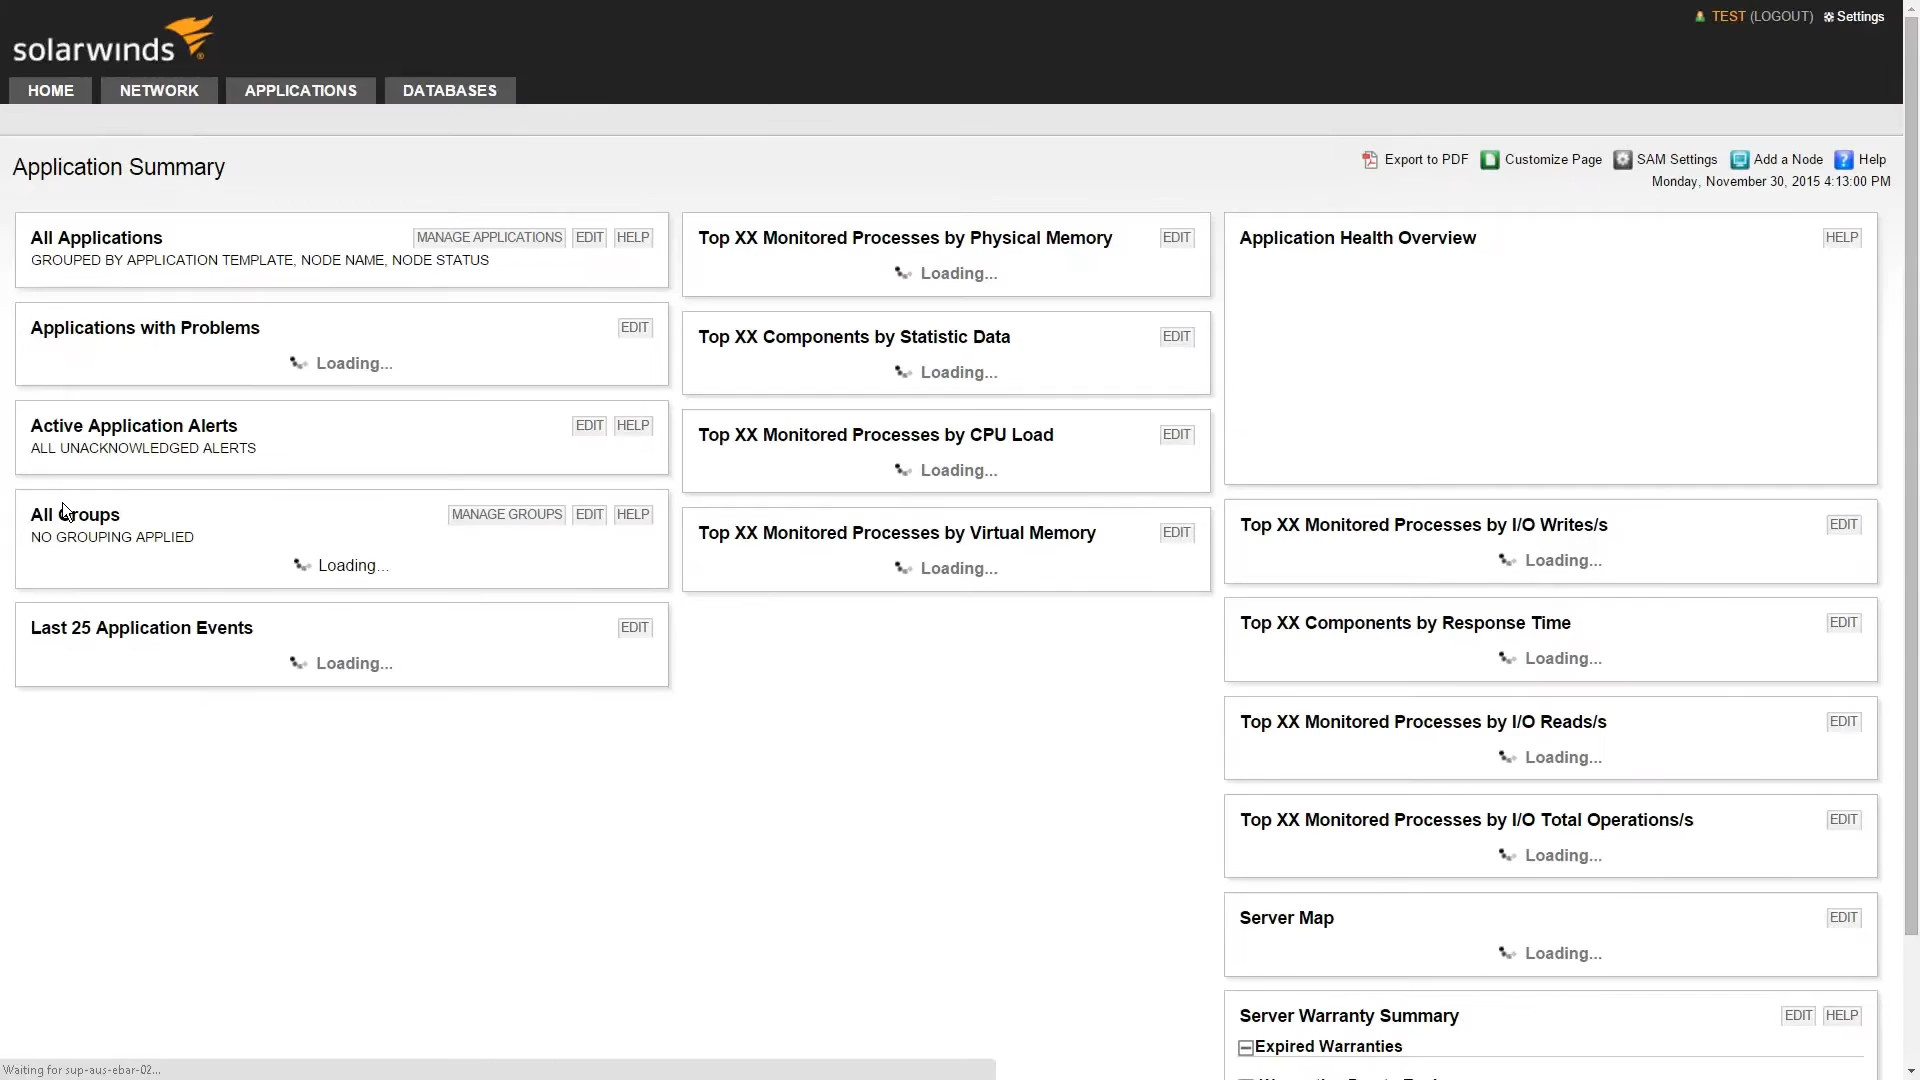 TEST (LOGOUT) Settings
solarwinds
HOME NETWORK APPLICATIONS DATABASES
Application Summary
Export to PDF Customize Page SAM Settings Add a Node Help
Monday, November 30, 2015 4:13:00 PM
All Applications MANAGE APPLICATIONS EDIT HELP
GROUPED BY APPLICATION TEMPLATE, NODE NAME, NODE STATUS
Applications with Problems EDIT
Loading...
Active Application Alerts EDIT HELP
ALL UNACKNOWLEDGED ALERTS
All Groups MANAGE GROUPS EDIT HELP
NO GROUPING APPLIED
Loading...
Last 25 Application Events EDIT
Loading...
Top XX Monitored Processes by Physical Memory EDIT
Loading...
Top XX Components by Statistic Data EDIT
Loading...
Top XX Monitored Processes by CPU Load EDIT
Loading...
Top XX Monitored Processes by Virtual Memory EDIT
Loading...
Application Health Overview HELP
Top XX Monitored Processes by I/O Writes/s EDIT
Loading...
Top XX Components by Response Time EDIT
Loading...
Top XX Monitored Processes by I/O Reads/s EDIT
Loading...
Top XX Monitored Processes by I/O Total Operations/s EDIT
Loading...
Server Map EDIT
Loading...
Server Warranty Summary EDIT HELP
Expired Warranties
Waiting for sup-aus-ebar-02...